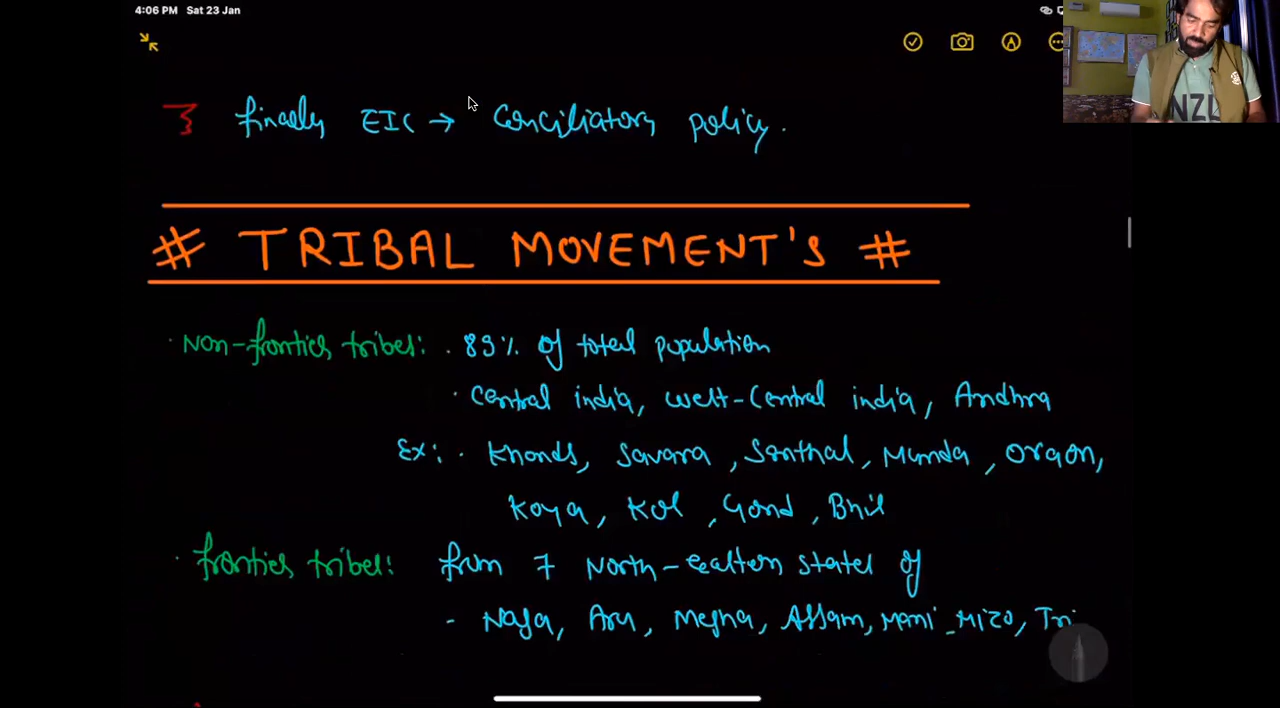 4:06 PM Sat 23 Jan
3 finally EIC → Conciliatory policy.
# TRIBAL MOVEMENT'S #
· Non-frontier tribes: · 89% of total population
· Central india, west-Central india, Andhra
Ex: · Khonds, Savara, Santhal, Munda, Oraon,
Koya, Kol, Gond, Bhil
· frontier tribes: from 7 North-eastern states of
- Naga, Aru, Megha, Assam, Mani-Mizo, Tri
NZL